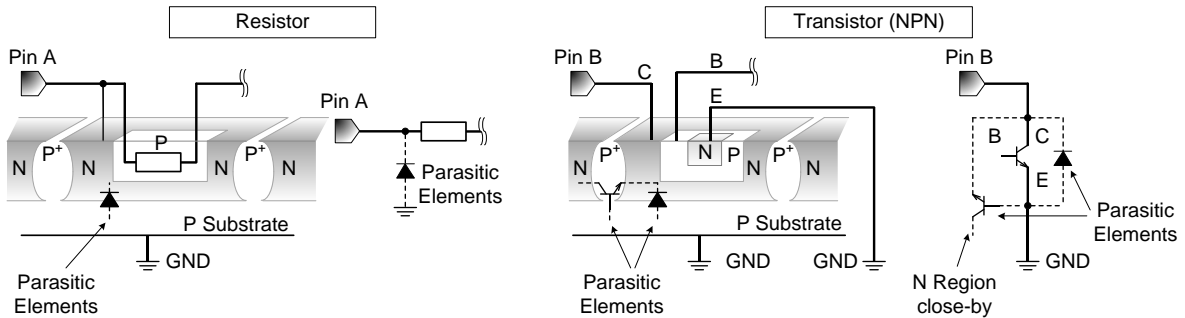 Resistor
Pin A
P
N
P+
N
N
P+
N
Parasitic
Elements
P Substrate
GND
Pin A
Parasitic
Elements
Transistor (NPN)
Pin B
C
B
E
N
P+
N
P
N
P+
N
P Substrate
GND
GND
Parasitic
Elements
Pin B
B
C
E
Parasitic
Elements
N Region
close-by